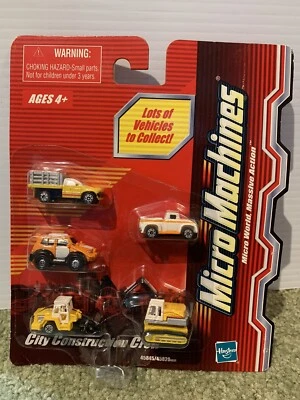 WARNING:
CHOKING HAZARD-Small parts.
Not for children under 3 years.
AGES 4+
Lots of
Vehicles
to Collect!
Micro Machines
Micro World. Massive Action
City Construction Crew
Hasbro